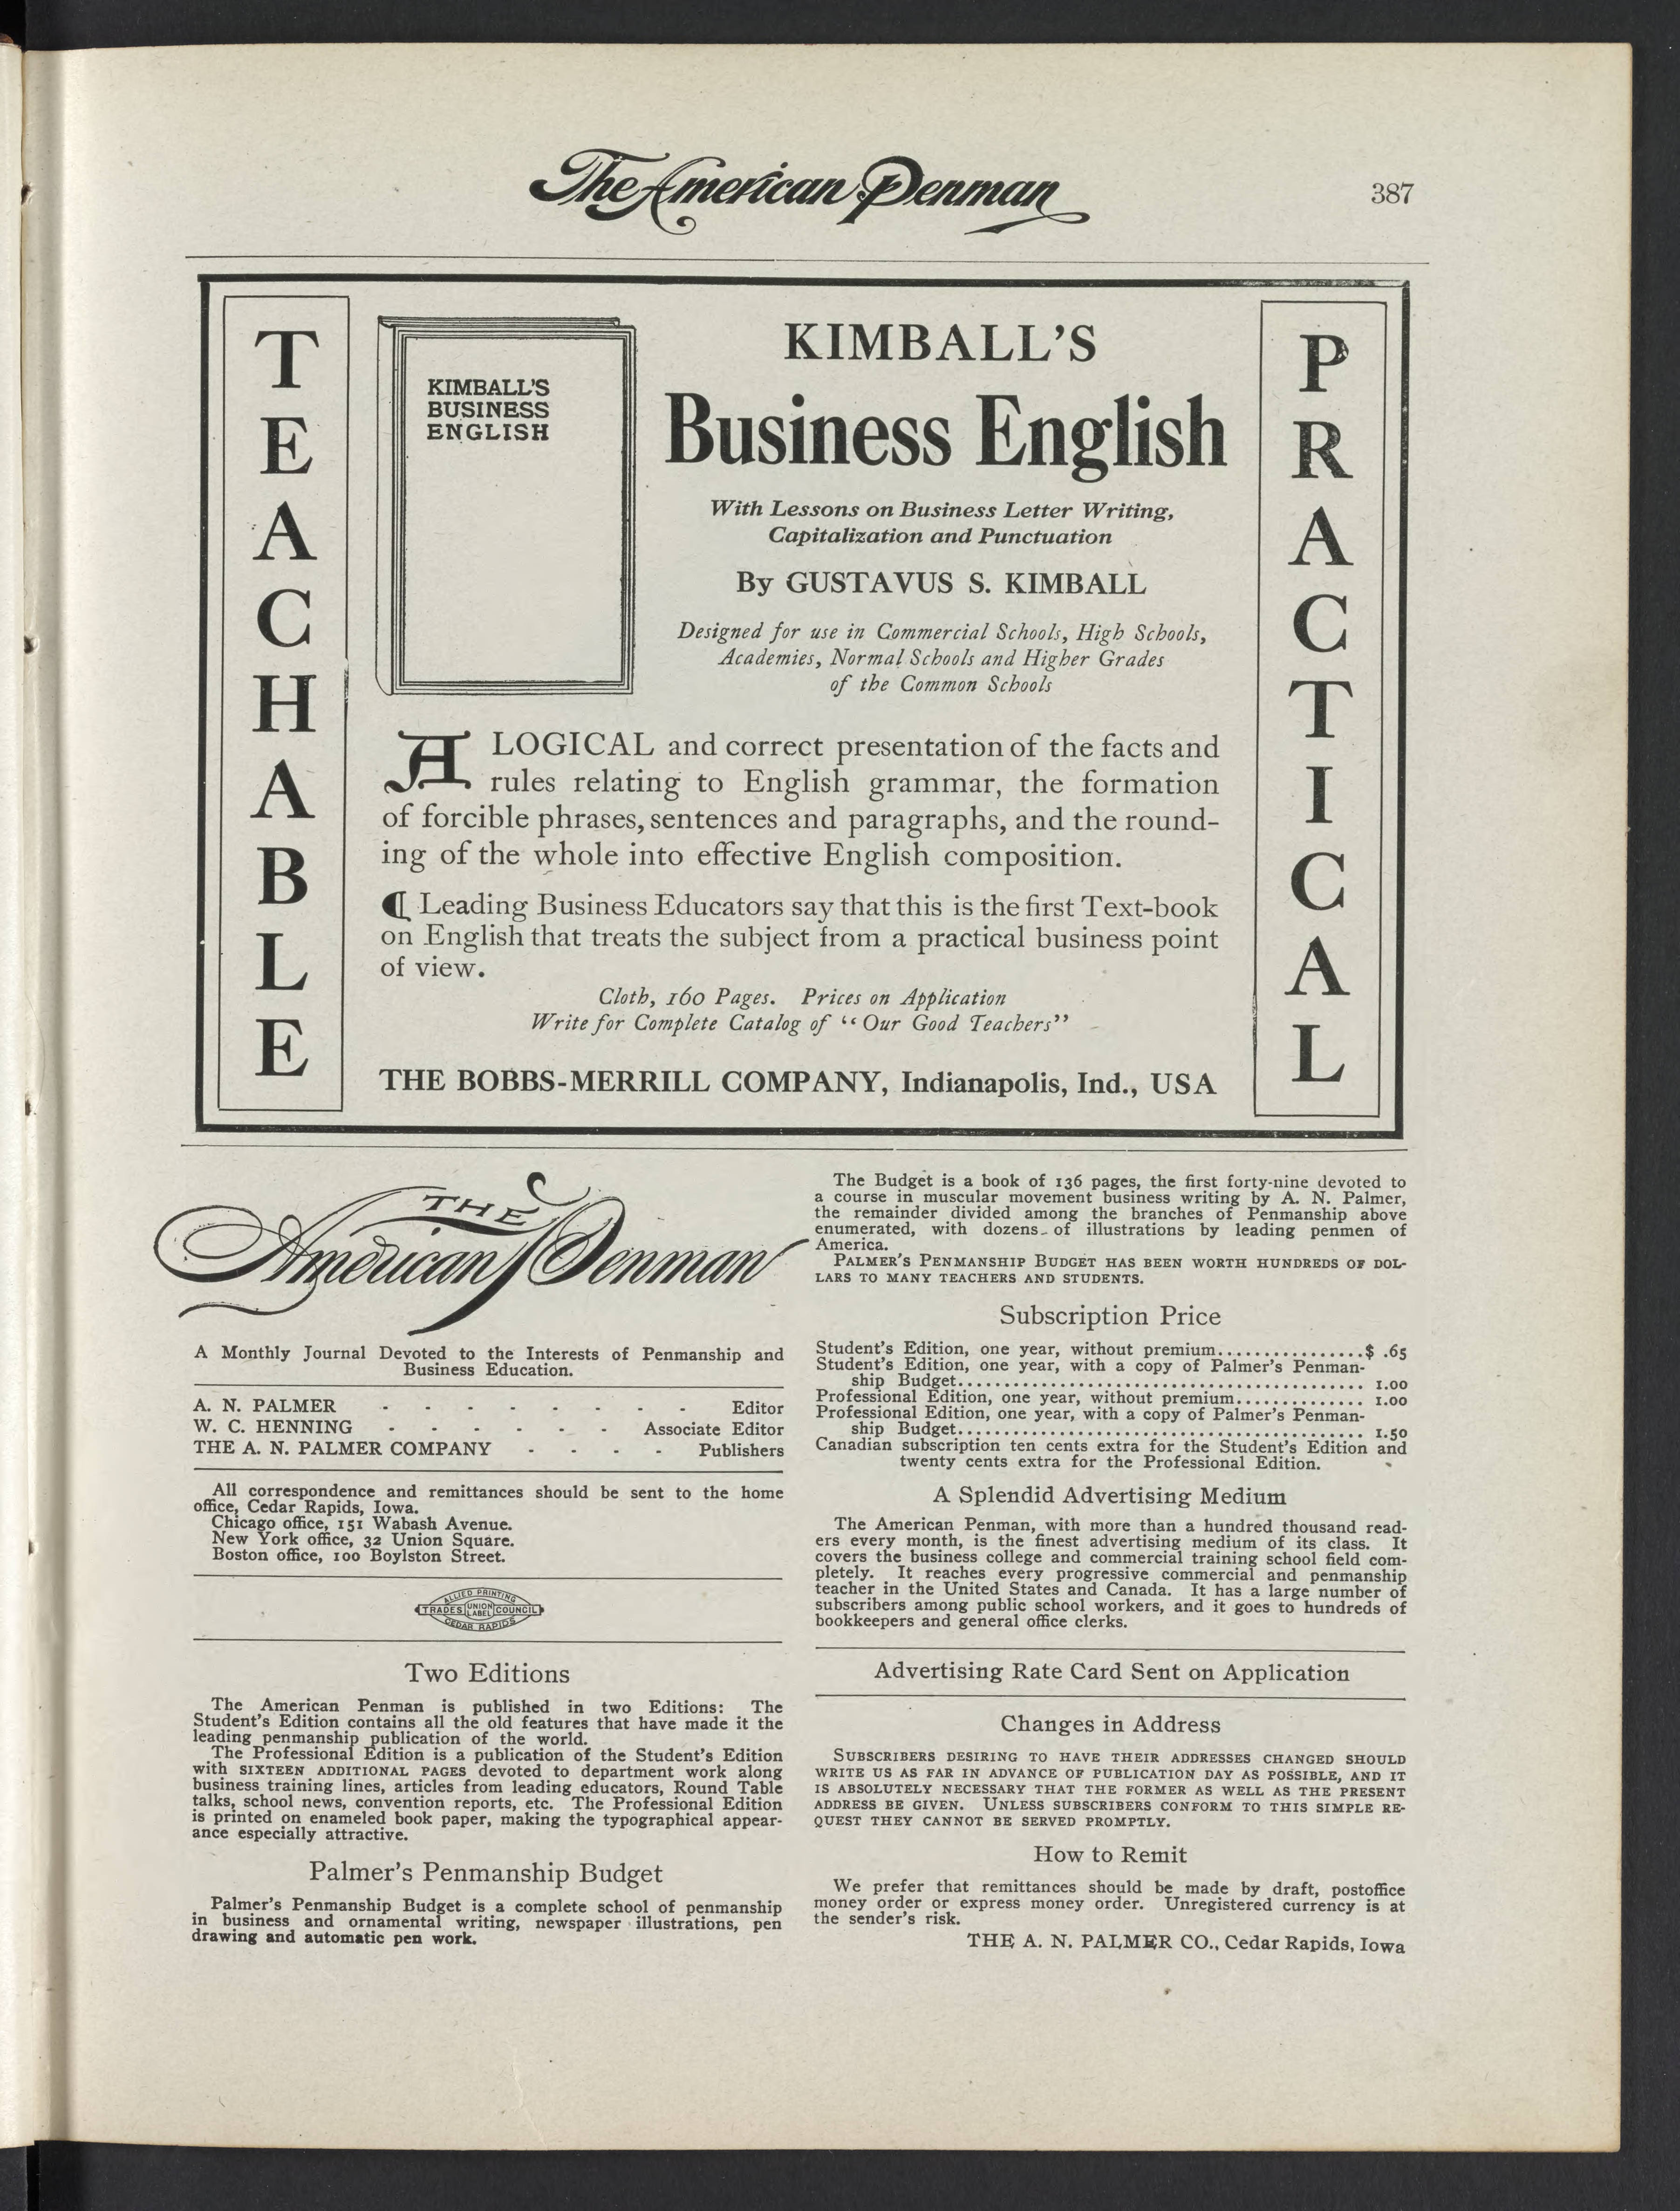 The American Penman
387
TEACHABLE
KIMBALL'S
BUSINESS
ENGLISH
KIMBALL'S
Business English
With Lessons on Business Letter Writing,
Capitalization and Punctuation
By GUSTAVUS S. KIMBALL
Designed for use in Commercial Schools, High Schools,
Academies, Normal Schools and Higher Grades
of the Common Schools
A LOGICAL and correct presentation of the facts and
rules relating to English grammar, the formation
of forcible phrases, sentences and paragraphs, and the round-
ing of the whole into effective English composition.
¶ Leading Business Educators say that this is the first Text-book
on English that treats the subject from a practical business point
of view.
Cloth, 160 Pages. Prices on Application
Write for Complete Catalog of "Our Good Teachers"
THE BOBBS-MERRILL COMPANY, Indianapolis, Ind., USA
PRACTICAL
THE
American Penman
A Monthly Journal Devoted to the Interests of Penmanship and
Business Education.
A. N. PALMER - - - - - - - - Editor
W. C. HENNING - - - - - - Associate Editor
THE A. N. PALMER COMPANY - - - - Publishers
All correspondence and remittances should be sent to the home
office, Cedar Rapids, Iowa.
Chicago office, 151 Wabash Avenue.
New York office, 32 Union Square.
Boston office, 100 Boylston Street.
ALLIED PRINTING
TRADES UNION LABEL COUNCIL
CEDAR RAPIDS
Two Editions
The American Penman is published in two Editions: The
Student's Edition contains all the old features that have made it the
leading penmanship publication of the world.
The Professional Edition is a publication of the Student's Edition
with SIXTEEN ADDITIONAL PAGES devoted to department work along
business training lines, articles from leading educators, Round Table
talks, school news, convention reports, etc. The Professional Edition
is printed on enameled book paper, making the typographical appear-
ance especially attractive.
Palmer's Penmanship Budget
Palmer's Penmanship Budget is a complete school of penmanship
in business and ornamental writing, newspaper illustrations, pen
drawing and automatic pen work.
The Budget is a book of 136 pages, the first forty-nine devoted to
a course in muscular movement business writing by A. N. Palmer,
the remainder divided among the branches of Penmanship above
enumerated, with dozens of illustrations by leading penmen of
America.
PALMER'S PENMANSHIP BUDGET HAS BEEN WORTH HUNDREDS OF DOL-
LARS TO MANY TEACHERS AND STUDENTS.
Subscription Price
Student's Edition, one year, without premium................$ .65
Student's Edition, one year, with a copy of Palmer's Penman-
ship Budget............................................ 1.00
Professional Edition, one year, without premium.............. 1.00
Professional Edition, one year, with a copy of Palmer's Penman-
ship Budget............................................ 1.50
Canadian subscription ten cents extra for the Student's Edition and
twenty cents extra for the Professional Edition.
A Splendid Advertising Medium
The American Penman, with more than a hundred thousand read-
ers every month, is the finest advertising medium of its class. It
covers the business college and commercial training school field com-
pletely. It reaches every progressive commercial and penmanship
teacher in the United States and Canada. It has a large number of
subscribers among public school workers, and it goes to hundreds of
bookkeepers and general office clerks.
Advertising Rate Card Sent on Application
Changes in Address
SUBSCRIBERS DESIRING TO HAVE THEIR ADDRESSES CHANGED SHOULD
WRITE US AS FAR IN ADVANCE OF PUBLICATION DAY AS POSSIBLE, AND IT
IS ABSOLUTELY NECESSARY THAT THE FORMER AS WELL AS THE PRESENT
ADDRESS BE GIVEN. UNLESS SUBSCRIBERS CONFORM TO THIS SIMPLE RE-
QUEST THEY CANNOT BE SERVED PROMPTLY.
How to Remit
We prefer that remittances should be made by draft, postoffice
money order or express money order. Unregistered currency is at
the sender's risk.
THE A. N. PALMER CO., Cedar Rapids, Iowa